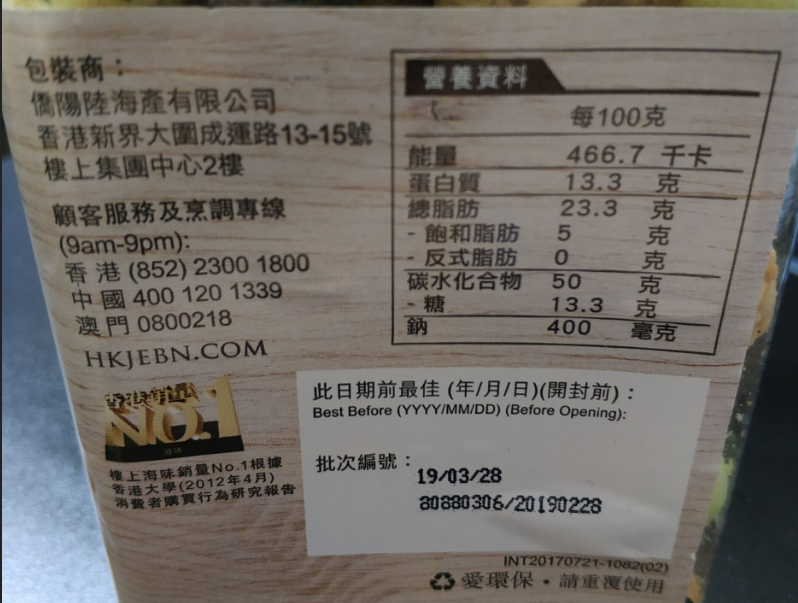 包裝商：
僑陽陸海產有限公司
香港新界大圍成運路13-15號
樓上集團中心2樓
顧客服務及烹調專線
(9am-9pm):
香港 (852) 2300 1800
中國 400 120 1339
澳門 0800218
HKJEBN.COM
香港銷量
NO.1
海味
樓上海味銷量No.1根據
香港大學(2012年4月)
消費者購買行為研究報告
營養資料
每100克
能量 466.7 千卡
蛋白質 13.3 克
總脂肪 23.3 克
- 飽和脂肪 5 克
- 反式脂肪 0 克
碳水化合物 50 克
- 糖 13.3 克
鈉 400 毫克
此日期前最佳 (年/月/日)(開封前)：
Best Before (YYYY/MM/DD) (Before Opening):
批次編號：
19/03/28
80880306/20190228
INT20170721-1082(02)
愛環保・請重覆使用